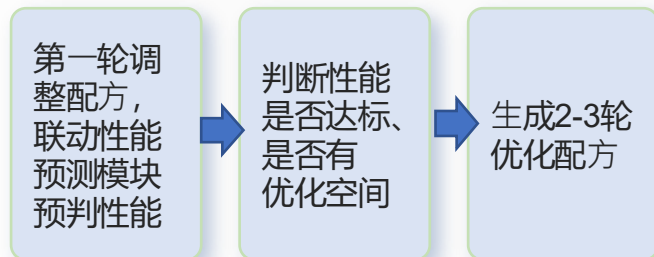 第一轮调
整配方，
联动性能
预测模块
预判性能
判断性能
是否达标、
是否有
优化空间
生成2-3轮
优化配方